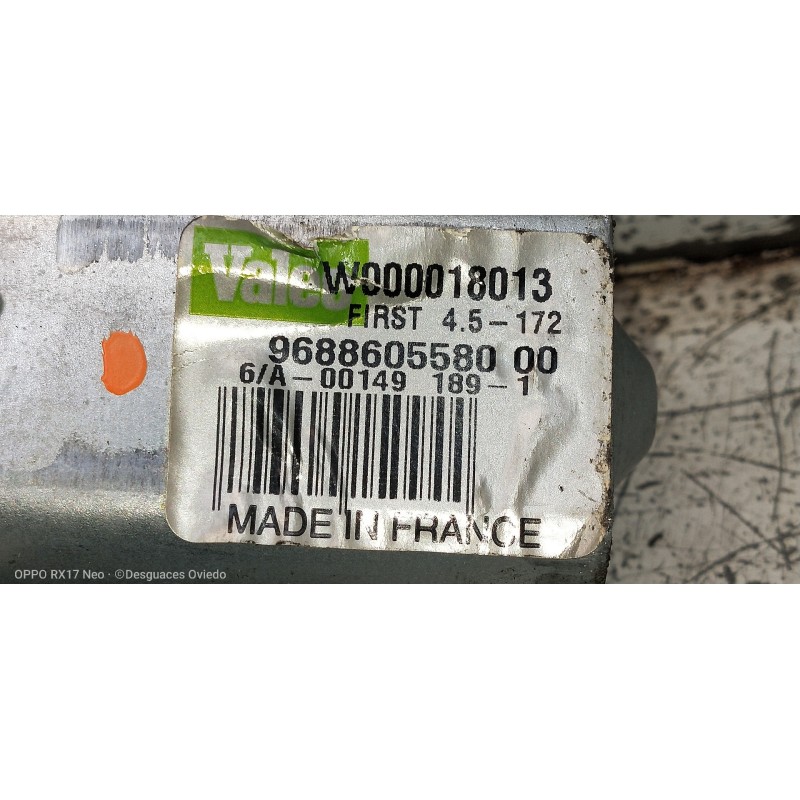 Valeo
W000018013
FIRST 4.5-172
9688605580 00
6/A-00149 189-1
MADE IN FRANCE
OPPO RX17 Neo · ©Desguaces Oviedo